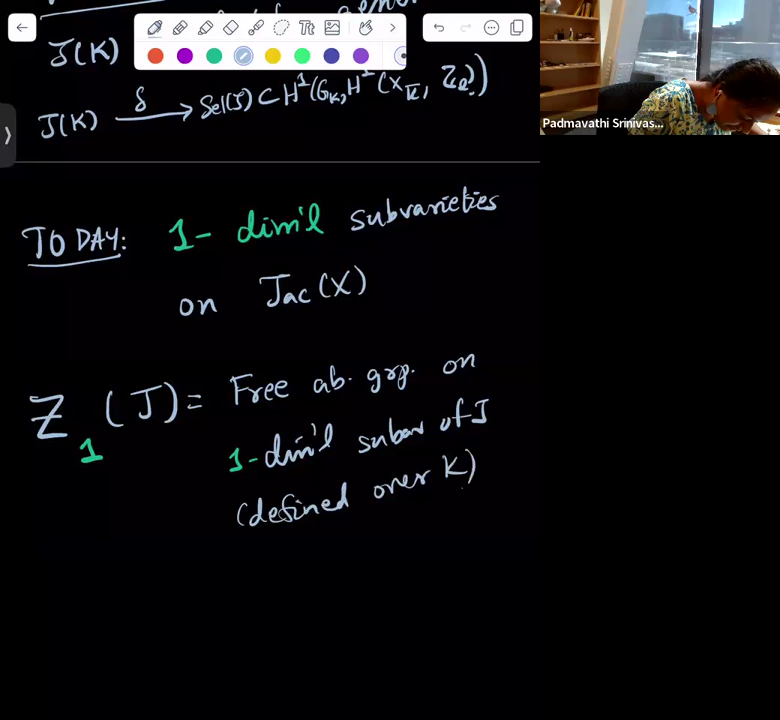 J(K)
J(K) δ→ Sel(J) ⊂ H¹(G_K, H¹(X_K̄, Z_ℓ))
Padmavathi Srinivas...
TODAY: 1-dim'l subvarieties
on Jac(X)
Z₁(J) = Free ab. grp. on
1-dim'l subvar of J
(defined over K)